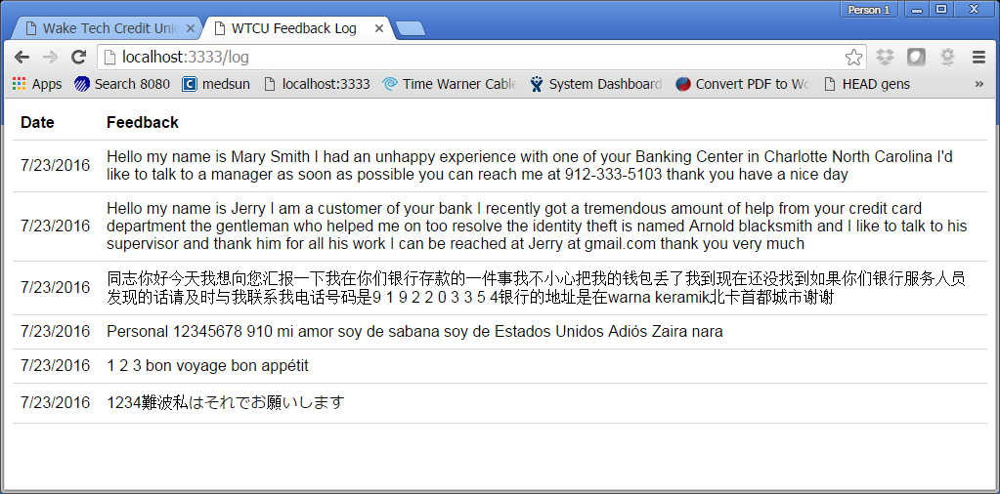 Person 1
Wake Tech Credit Unio
WTCU Feedback Log
localhost:3333/log
Apps Search 8080 medsun localhost:3333 Time Warner Cable System Dashboard Convert PDF to Wo HEAD gens »
Date Feedback
7/23/2016 Hello my name is Mary Smith I had an unhappy experience with one of your Banking Center in Charlotte North Carolina I'd
like to talk to a manager as soon as possible you can reach me at 912-333-5103 thank you have a nice day
7/23/2016 Hello my name is Jerry I am a customer of your bank I recently got a tremendous amount of help from your credit card
department the gentleman who helped me on too resolve the identity theft is named Arnold blacksmith and I like to talk to his
supervisor and thank him for all his work I can be reached at Jerry at gmail.com thank you very much
7/23/2016 同志你好今天我想向您汇报一下我在你们银行存款的一件事我不小心把我的钱包丢了我到现在还没找到如果你们银行服务人员
发现的话请及时与我联系我电话号码是9 1 9 2 2 0 3 3 5 4银行的地址是在warna keramik北卡首都城市谢谢
7/23/2016 Personal 12345678 910 mi amor soy de sabana soy de Estados Unidos Adiós Zaira nara
7/23/2016 1 2 3 bon voyage bon appétit
7/23/2016 1234難波私はそれでお願いします